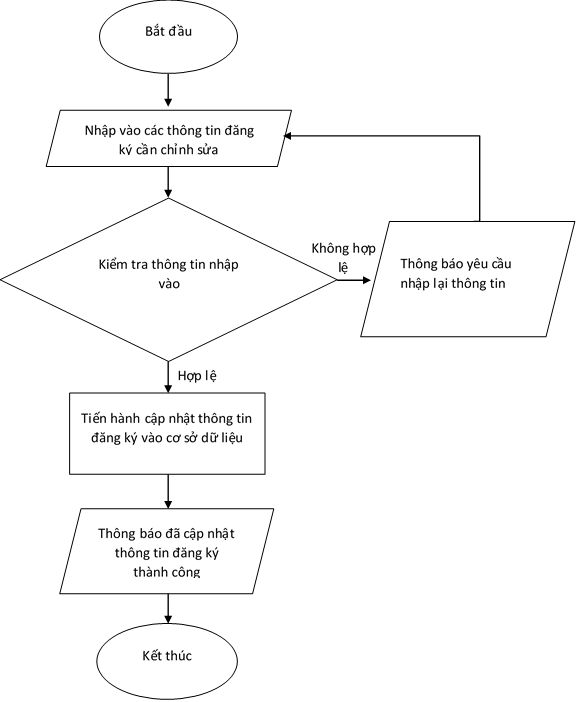 Bắt đầu
Nhập vào các thông tin đăng
ký cần chỉnh sửa
Kiểm tra thông tin nhập
vào
Không hợp
lệ
Thông báo yêu cầu
nhập lại thông tin
Hợp lệ
Tiến hành cập nhật thông tin
đăng ký vào cơ sở dữ liệu
Thông báo đã cập nhật
thông tin đăng ký
thành công
Kết thúc